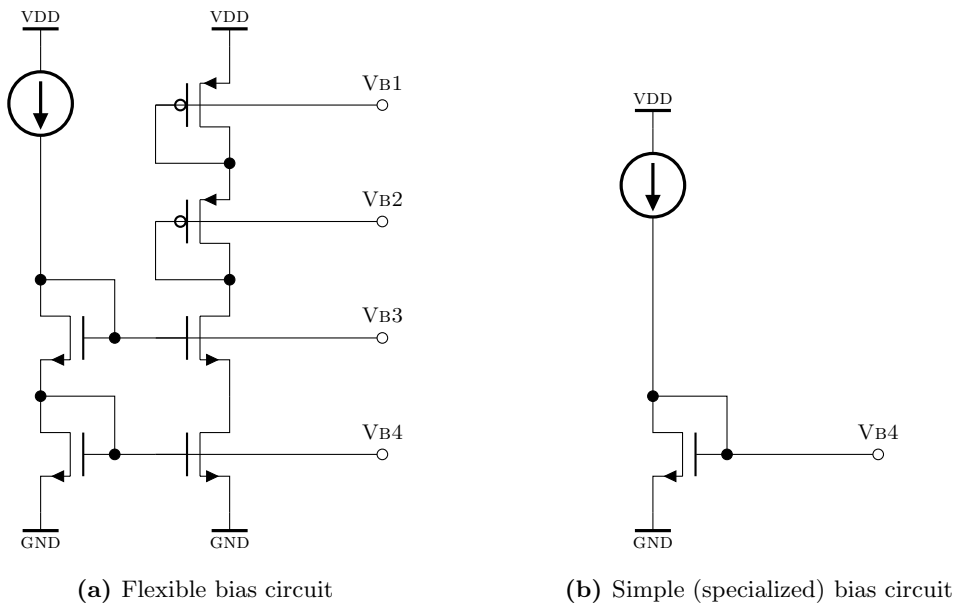 VDD VDD
VB1
VDD
VB2
VB3
VB4 VB4
GND GND GND
(a) Flexible bias circuit (b) Simple (specialized) bias circuit